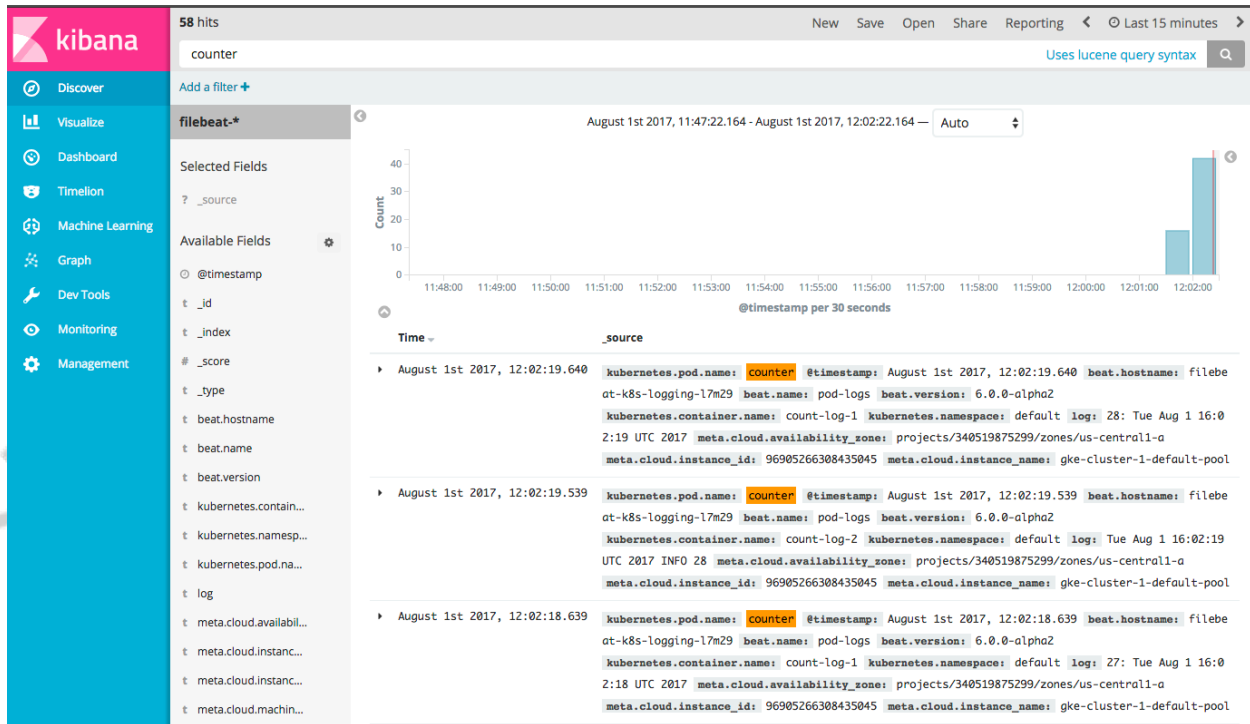 kibana
Discover
Visualize
Dashboard
Timelion
Machine Learning
Graph
Dev Tools
Monitoring
Management
58 hits
New Save Open Share Reporting Last 15 minutes
counter
Uses lucene query syntax
Add a filter +
filebeat-*
Selected Fields
? _source
Available Fields
@timestamp
t _id
t _index
# _score
t _type
t beat.hostname
t beat.name
t beat.version
t kubernetes.contain...
t kubernetes.namesp...
t kubernetes.pod.na...
t log
t meta.cloud.availabil...
t meta.cloud.instanc...
t meta.cloud.instanc...
t meta.cloud.machin...
August 1st 2017, 11:47:22.164 - August 1st 2017, 12:02:22.164 — Auto
Count
40
30
20
10
0
11:48:00 11:49:00 11:50:00 11:51:00 11:52:00 11:53:00 11:54:00 11:55:00 11:56:00 11:57:00 11:58:00 11:59:00 12:00:00 12:01:00 12:02:00
@timestamp per 30 seconds
Time _source
August 1st 2017, 12:02:19.640 kubernetes.pod.name: counter @timestamp: August 1st 2017, 12:02:19.640 beat.hostname: filebe
at-k8s-logging-l7m29 beat.name: pod-logs beat.version: 6.0.0-alpha2
kubernetes.container.name: count-log-1 kubernetes.namespace: default log: 28: Tue Aug 1 16:0
2:19 UTC 2017 meta.cloud.availability_zone: projects/340519875299/zones/us-central1-a
meta.cloud.instance_id: 96905266308435045 meta.cloud.instance_name: gke-cluster-1-default-pool
August 1st 2017, 12:02:19.539 kubernetes.pod.name: counter @timestamp: August 1st 2017, 12:02:19.539 beat.hostname: filebe
at-k8s-logging-l7m29 beat.name: pod-logs beat.version: 6.0.0-alpha2
kubernetes.container.name: count-log-2 kubernetes.namespace: default log: Tue Aug 1 16:02:19
UTC 2017 INFO 28 meta.cloud.availability_zone: projects/340519875299/zones/us-central1-a
meta.cloud.instance_id: 96905266308435045 meta.cloud.instance_name: gke-cluster-1-default-pool
August 1st 2017, 12:02:18.639 kubernetes.pod.name: counter @timestamp: August 1st 2017, 12:02:18.639 beat.hostname: filebe
at-k8s-logging-l7m29 beat.name: pod-logs beat.version: 6.0.0-alpha2
kubernetes.container.name: count-log-1 kubernetes.namespace: default log: 27: Tue Aug 1 16:0
2:18 UTC 2017 meta.cloud.availability_zone: projects/340519875299/zones/us-central1-a
meta.cloud.instance_id: 96905266308435045 meta.cloud.instance_name: gke-cluster-1-default-pool